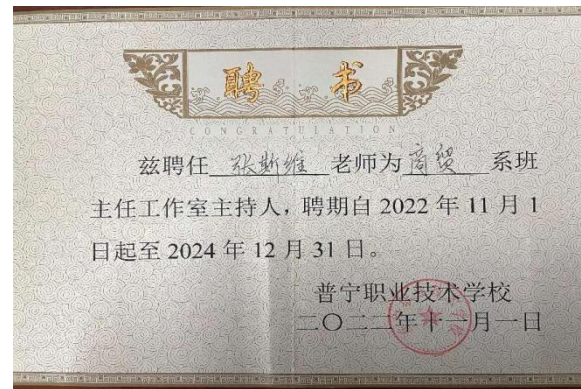 聘书
CONGRATULATION
兹聘任 张斯维 老师为 商贸 系班
主任工作室主持人，聘期自 2022 年 11 月 1
日起至 2024 年 12 月 31 日。
普宁职业技术学校
二〇二二年十一月一日